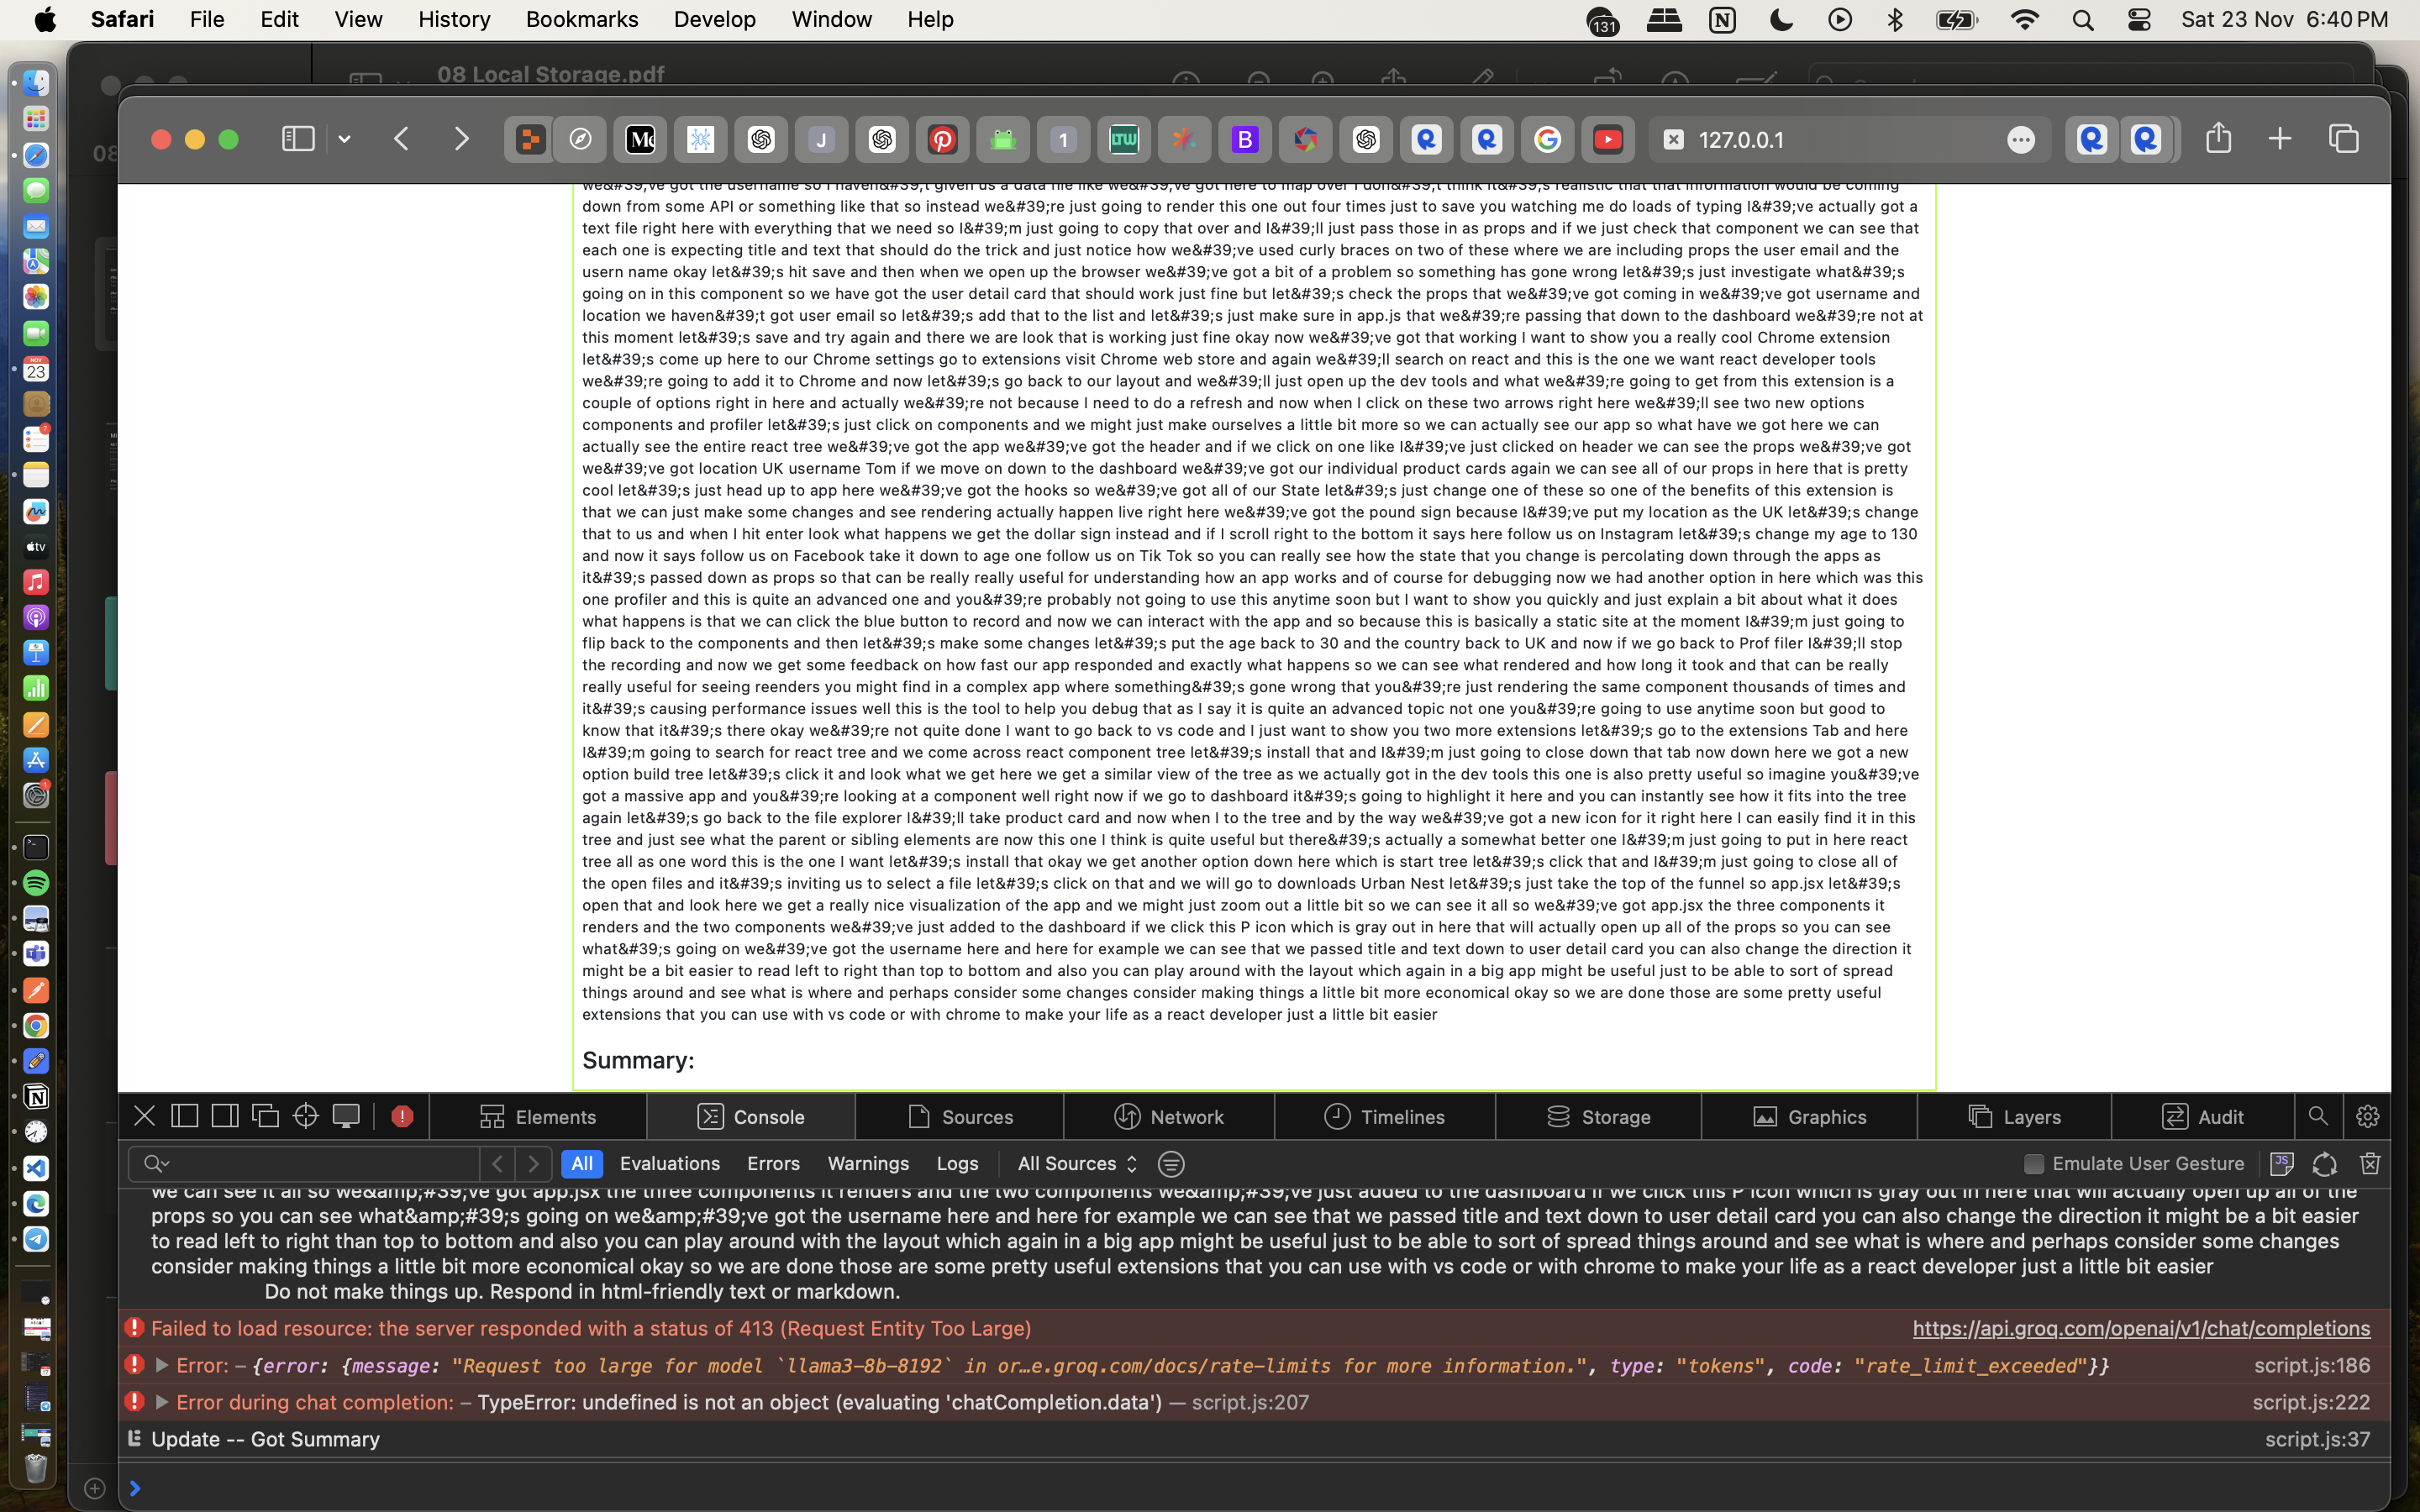 Safari File Edit View History Bookmarks Develop Window Help 131 Sat 23 Nov 6:40 PM
08 Local Storage.pdf
127.0.0.1
we&#39;ve got the username so I haven&#39;t given us a data file like we&#39;ve got here to map over I don&#39;t think it&#39;s realistic that that information would be coming
down from some API or something like that so instead we&#39;re just going to render this one out four times just to save you watching me do loads of typing I&#39;ve actually got a
text file right here with everything that we need so I&#39;m just going to copy that over and I&#39;ll just pass those in as props and if we just check that component we can see that
each one is expecting title and text that should do the trick and just notice how we&#39;ve used curly braces on two of these where we are including props the user email and the
usern name okay let&#39;s hit save and then when we open up the browser we&#39;ve got a bit of a problem so something has gone wrong let&#39;s just investigate what&#39;s
going on in this component so we have got the user detail card that should work just fine but let&#39;s check the props that we&#39;ve got coming in we&#39;ve got username and
location we haven&#39;t got user email so let&#39;s add that to the list and let&#39;s just make sure in app.js that we&#39;re passing that down to the dashboard we&#39;re not at
this moment let&#39;s save and try again and there we are look that is working just fine okay now we&#39;ve got that working I want to show you a really cool Chrome extension
let&#39;s come up here to our Chrome settings go to extensions visit Chrome web store and again we&#39;ll search on react and this is the one we want react developer tools
we&#39;re going to add it to Chrome and now let&#39;s go back to our layout and we&#39;ll just open up the dev tools and what we&#39;re going to get from this extension is a
couple of options right in here and actually we&#39;re not because I need to do a refresh and now when I click on these two arrows right here we&#39;ll see two new options
components and profiler let&#39;s just click on components and we might just make ourselves a little bit more so we can actually see our app so what have we got here we can
actually see the entire react tree we&#39;ve got the app we&#39;ve got the header and if we click on one like I&#39;ve just clicked on header we can see the props we&#39;ve got
we&#39;ve got location UK username Tom if we move on down to the dashboard we&#39;ve got our individual product cards again we can see all of our props in here that is pretty
cool let&#39;s just head up to app here we&#39;ve got the hooks so we&#39;ve got all of our State let&#39;s just change one of these so one of the benefits of this extension is
that we can just make some changes and see rendering actually happen live right here we&#39;ve got the pound sign because I&#39;ve put my location as the UK let&#39;s change
that to us and when I hit enter look what happens we get the dollar sign instead and if I scroll right to the bottom it says here follow us on Instagram let&#39;s change my age to 130
and now it says follow us on Facebook take it down to age one follow us on Tik Tok so you can really see how the state that you change is percolating down through the apps as
it&#39;s passed down as props so that can be really really useful for understanding how an app works and of course for debugging now we had another option in here which was this
one profiler and this is quite an advanced one and you&#39;re probably not going to use this anytime soon but I want to show you quickly and just explain a bit about what it does
what happens is that we can click the blue button to record and now we can interact with the app and so because this is basically a static site at the moment I&#39;m just going to
flip back to the components and then let&#39;s make some changes let&#39;s put the age back to 30 and the country back to UK and now if we go back to Prof filer I&#39;ll stop
the recording and now we get some feedback on how fast our app responded and exactly what happens so we can see what rendered and how long it took and that can be really
really useful for seeing reenders you might find in a complex app where something&#39;s gone wrong that you&#39;re just rendering the same component thousands of times and
it&#39;s causing performance issues well this is the tool to help you debug that as I say it is quite an advanced topic not one you&#39;re going to use anytime soon but good to
know that it&#39;s there okay we&#39;re not quite done I want to go back to vs code and I just want to show you two more extensions let&#39;s go to the extensions Tab and here
I&#39;m going to search for react tree and we come across react component tree let&#39;s install that and I&#39;m just going to close down that tab now down here we got a new
option build tree let&#39;s click it and look what we get here we get a similar view of the tree as we actually got in the dev tools this one is also pretty useful so imagine you&#39;ve
got a massive app and you&#39;re looking at a component well right now if we go to dashboard it&#39;s going to highlight it here and you can instantly see how it fits into the tree
again let&#39;s go back to the file explorer I&#39;ll take product card and now when I to the tree and by the way we&#39;ve got a new icon for it right here I can easily find it in this
tree and just see what the parent or sibling elements are now this one I think is quite useful but there&#39;s actually a somewhat better one I&#39;m just going to put in here react
tree all as one word this is the one I want let&#39;s install that okay we get another option down here which is start tree let&#39;s click that and I&#39;m just going to close all of
the open files and it&#39;s inviting us to select a file let&#39;s click on that and we will go to downloads Urban Nest let&#39;s just take the top of the funnel so app.jsx let&#39;s
open that and look here we get a really nice visualization of the app and we might just zoom out a little bit so we can see it all so we&#39;ve got app.jsx the three components it
renders and the two components we&#39;ve just added to the dashboard if we click this P icon which is gray out in here that will actually open up all of the props so you can see
what&#39;s going on we&#39;ve got the username here and here for example we can see that we passed title and text down to user detail card you can also change the direction it
might be a bit easier to read left to right than top to bottom and also you can play around with the layout which again in a big app might be useful just to be able to sort of spread
things around and see what is where and perhaps consider some changes consider making things a little bit more economical okay so we are done those are some pretty useful
extensions that you can use with vs code or with chrome to make your life as a react developer just a little bit easier
Summary:
Elements Console Sources Network Timelines Storage Graphics Layers Audit
All Evaluations Errors Warnings Logs All Sources Emulate User Gesture
we can see it all so we&amp;#39;ve got app.jsx the three components it renders and the two components we&amp;#39;ve just added to the dashboard if we click this P icon which is gray out in here that will actually open up all of the
props so you can see what&amp;#39;s going on we&amp;#39;ve got the username here and here for example we can see that we passed title and text down to user detail card you can also change the direction it might be a bit easier
to read left to right than top to bottom and also you can play around with the layout which again in a big app might be useful just to be able to sort of spread things around and see what is where and perhaps consider some changes
consider making things a little bit more economical okay so we are done those are some pretty useful extensions that you can use with vs code or with chrome to make your life as a react developer just a little bit easier
Do not make things up. Respond in html-friendly text or markdown.
Failed to load resource: the server responded with a status of 413 (Request Entity Too Large) https://api.groq.com/openai/v1/chat/completions
Error: – {error: {message: "Request too large for model `llama3-8b-8192` in or…e.groq.com/docs/rate-limits for more information.", type: "tokens", code: "rate_limit_exceeded"}} script.js:186
Error during chat completion: – TypeError: undefined is not an object (evaluating 'chatCompletion.data') — script.js:207 script.js:222
Update -- Got Summary script.js:37